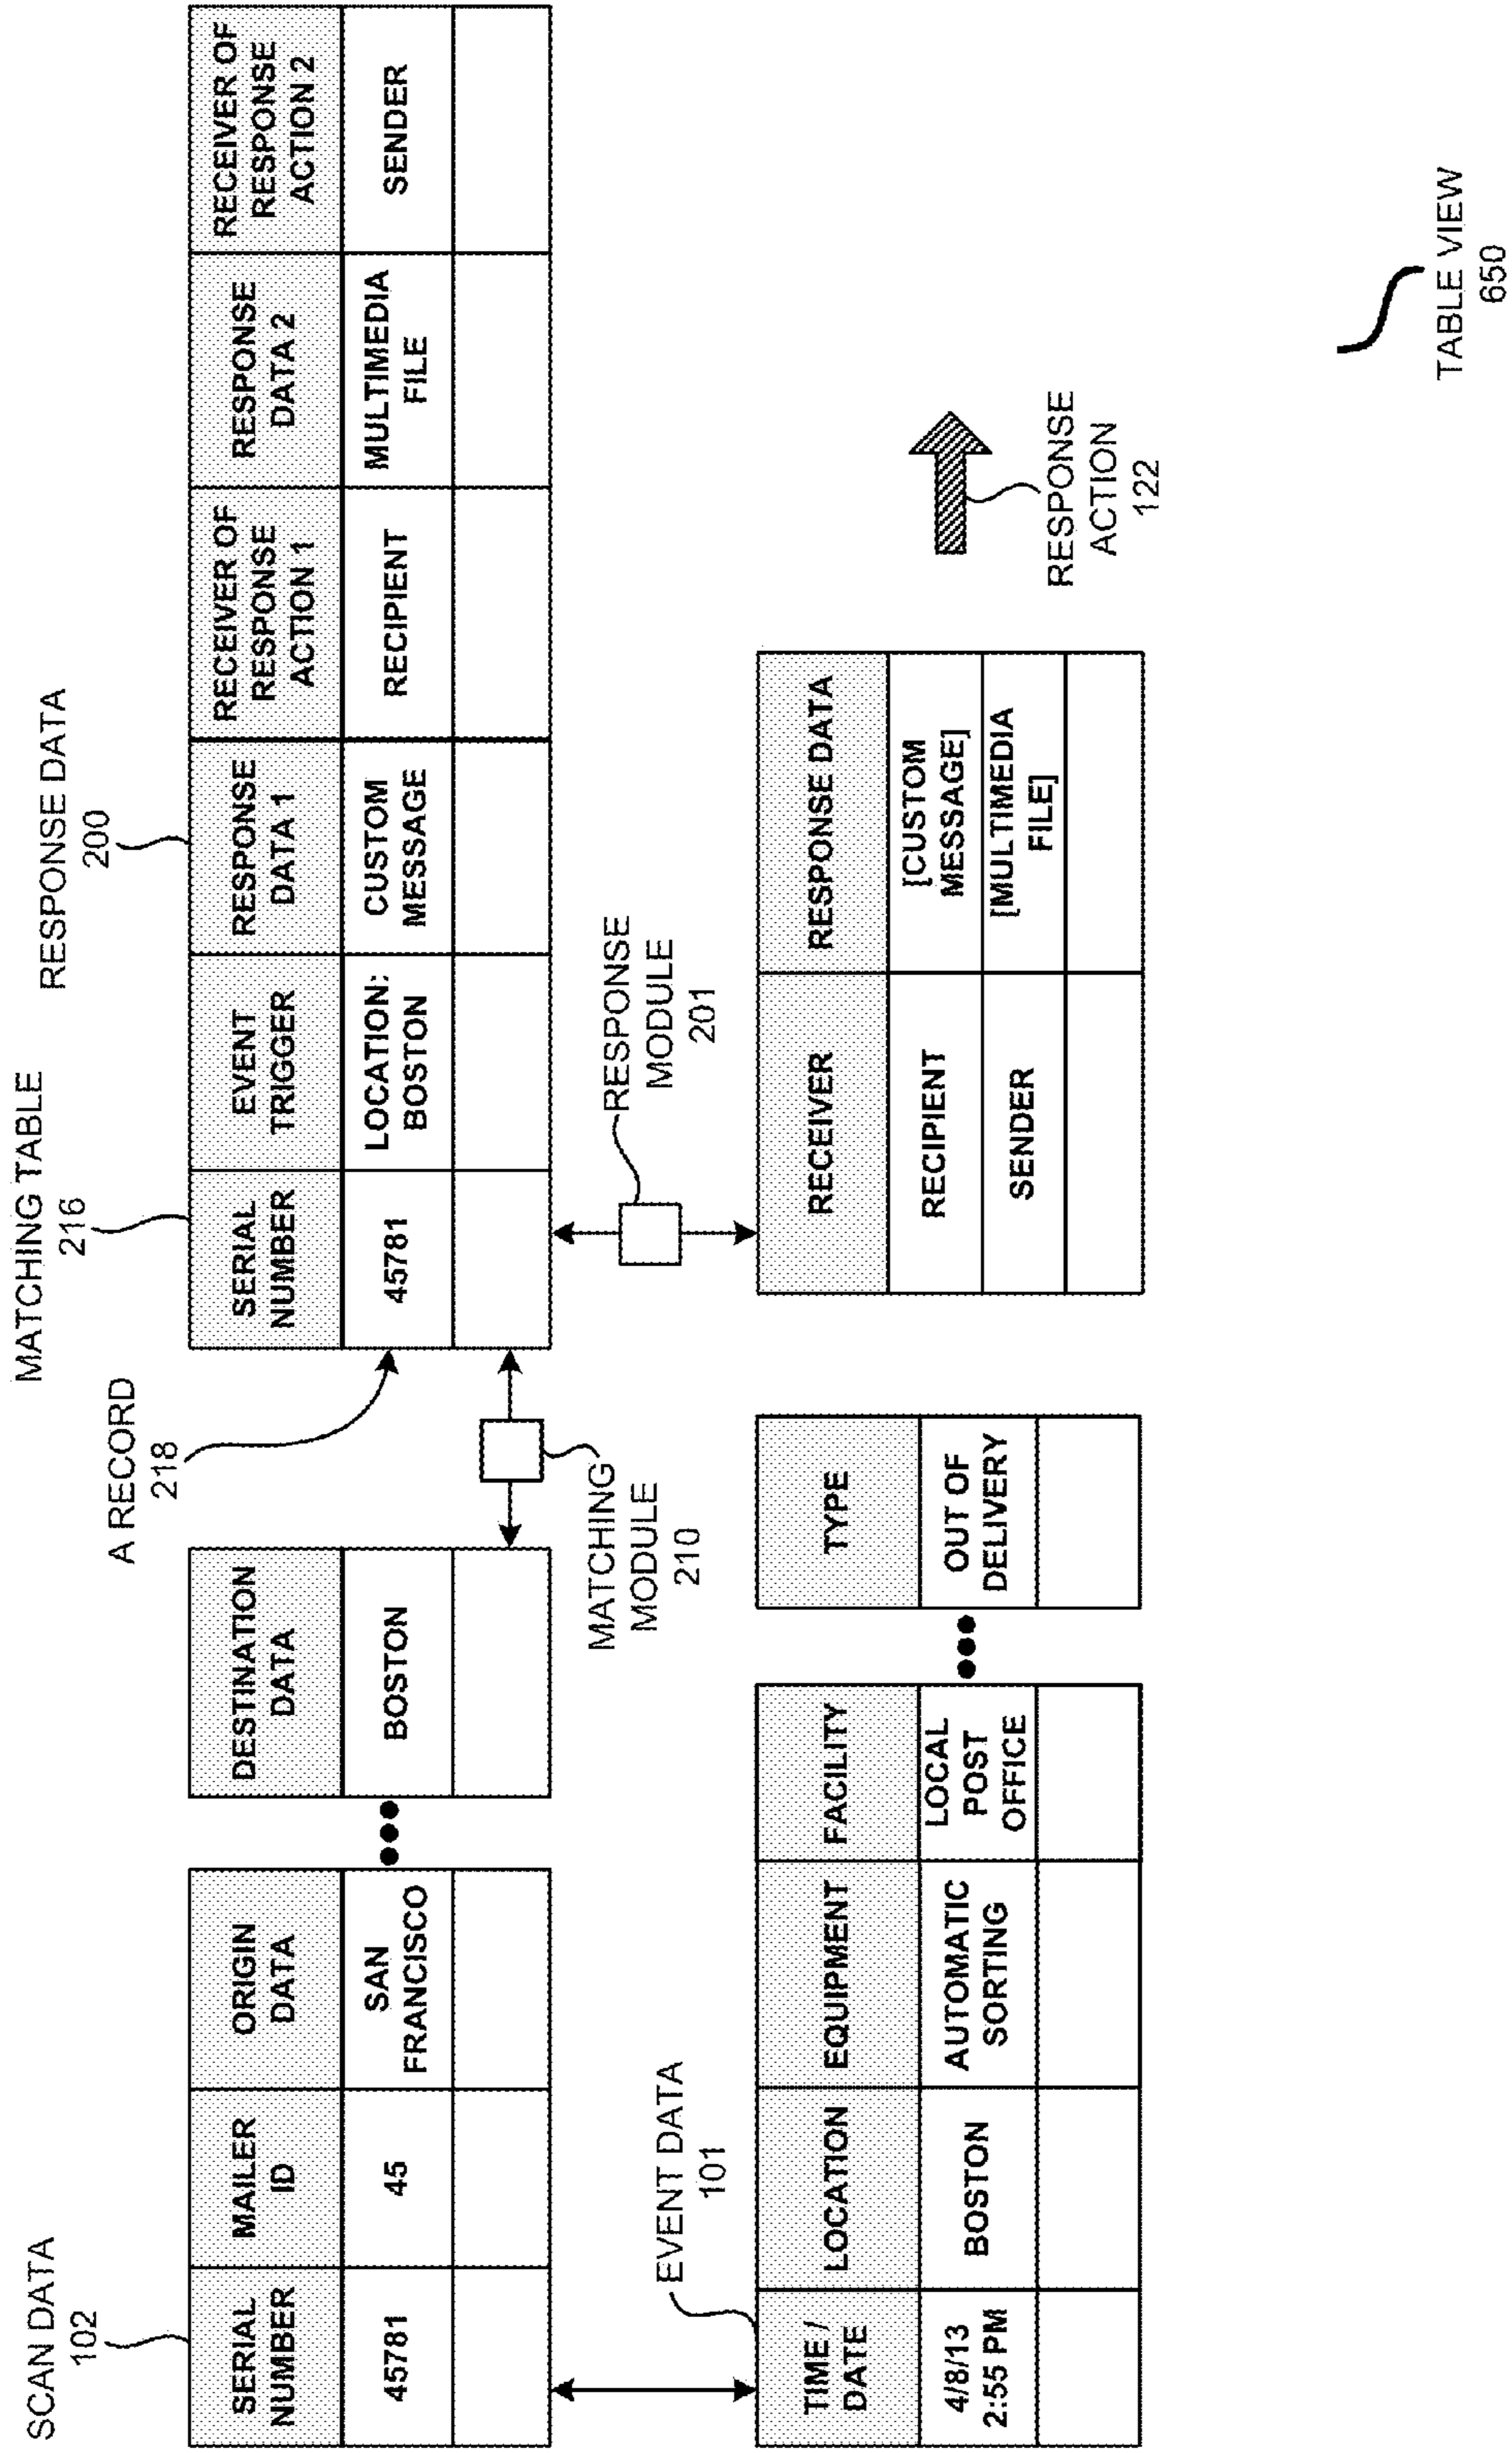 SCAN DATA
102
SERIAL
NUMBER
MAILER
ID
ORIGIN
DATA
DESTINATION
DATA
45781
45
SAN
FRANCISCO
BOSTON
A RECORD
218
MATCHING
MODULE
210
MATCHING TABLE
216
RESPONSE DATA
200
SERIAL
NUMBER
EVENT
TRIGGER
RESPONSE
DATA 1
RECEIVER OF
RESPONSE
ACTION 1
RESPONSE
DATA 2
RECEIVER OF
RESPONSE
ACTION 2
45781
LOCATION:
BOSTON
CUSTOM
MESSAGE
RECIPIENT
MULTIMEDIA
FILE
SENDER
EVENT DATA
101
TIME /
DATE
LOCATION
EQUIPMENT
FACILITY
TYPE
4/8/13
2:55 PM
BOSTON
AUTOMATIC
SORTING
LOCAL
POST
OFFICE
OUT OF
DELIVERY
RESPONSE
MODULE
201
RECEIVER
RESPONSE DATA
RECIPIENT
[CUSTOM
MESSAGE]
SENDER
[MULTIMEDIA
FILE]
RESPONSE
ACTION
122
TABLE VIEW
650